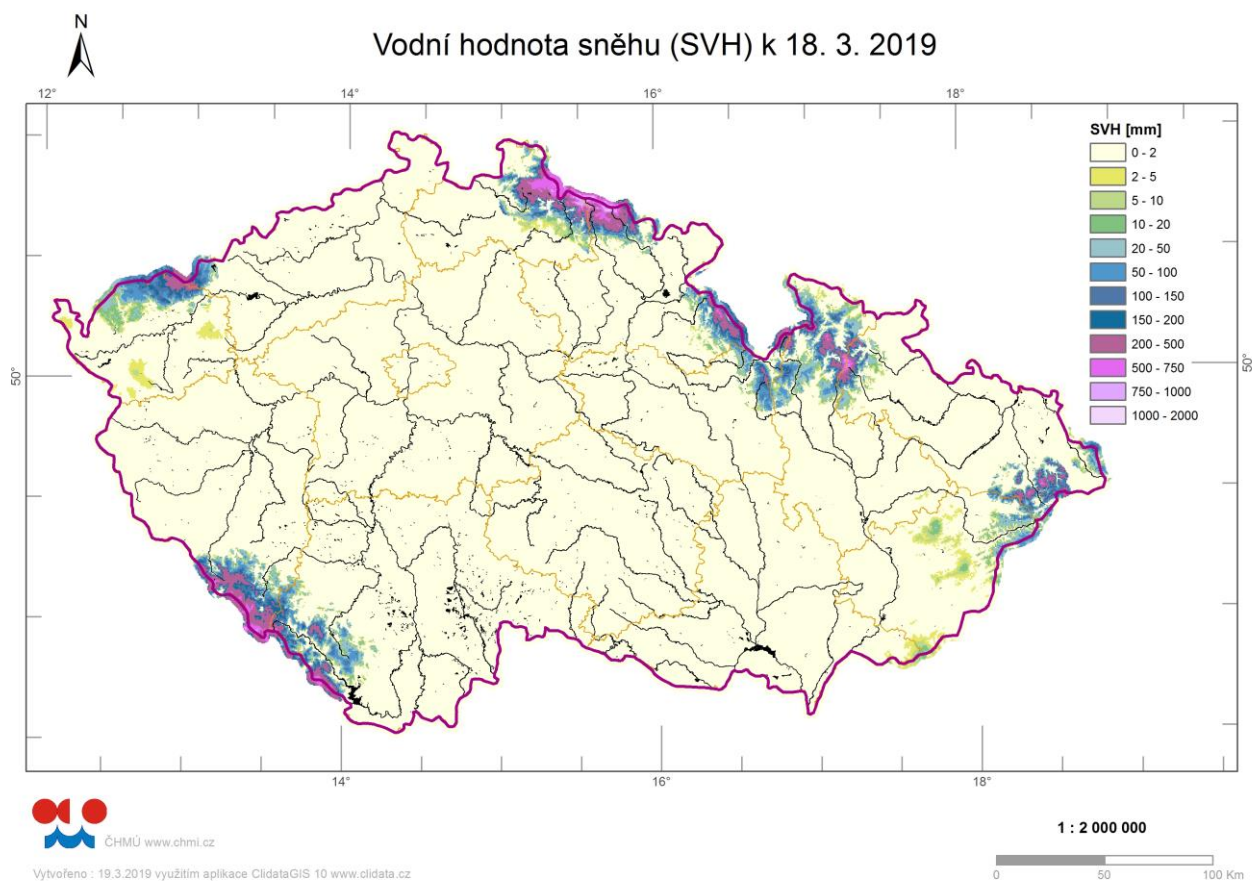 N
Vodní hodnota sněhu (SVH) k 18. 3. 2019
12° 14° 16° 18°
SVH [mm]
0 - 2
2 - 5
5 - 10
10 - 20
20 - 50
50 - 100
100 - 150
150 - 200
200 - 500
500 - 750
750 - 1000
1000 - 2000
50° 50°
14° 16° 18°
ČHMÚ www.chmi.cz
1 : 2 000 000
Vytvořeno : 19.3.2019 využitím aplikace ClidataGIS 10 www.clidata.cz
0 50 100 Km